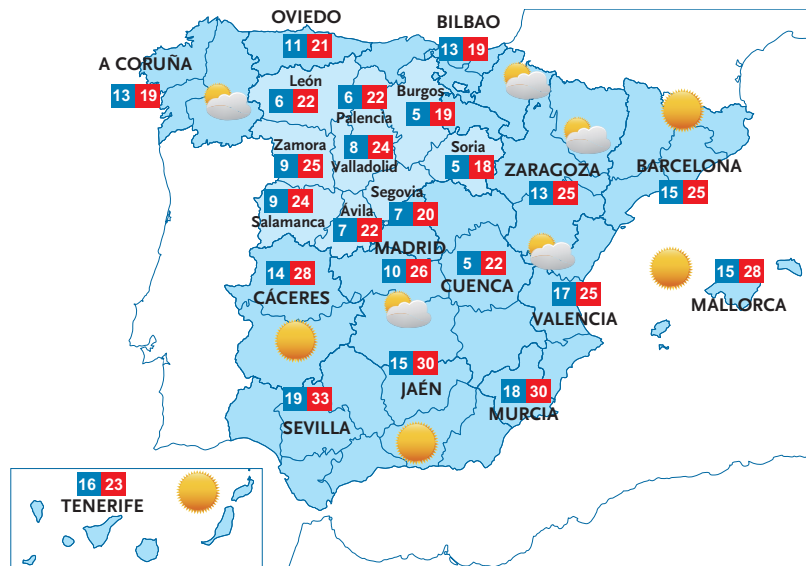 OVIEDO
11 21
BILBAO
13 19
A CORUÑA
13 19
León
6 22
6 22
Palencia
Burgos
5 19
Zamora
9 25
8 24
Valladolid
Soria
5 18
ZARAGOZA
13 25
BARCELONA
15 25
9 24
Salamanca
Ávila
7 22
Segovia
7 20
MADRID
10 26
5 22
CUENCA
14 28
CÁCERES
17 25
VALENCIA
15 28
MALLORCA
15 30
JAÉN
18 30
MURCIA
19 33
SEVILLA
16 23
TENERIFE